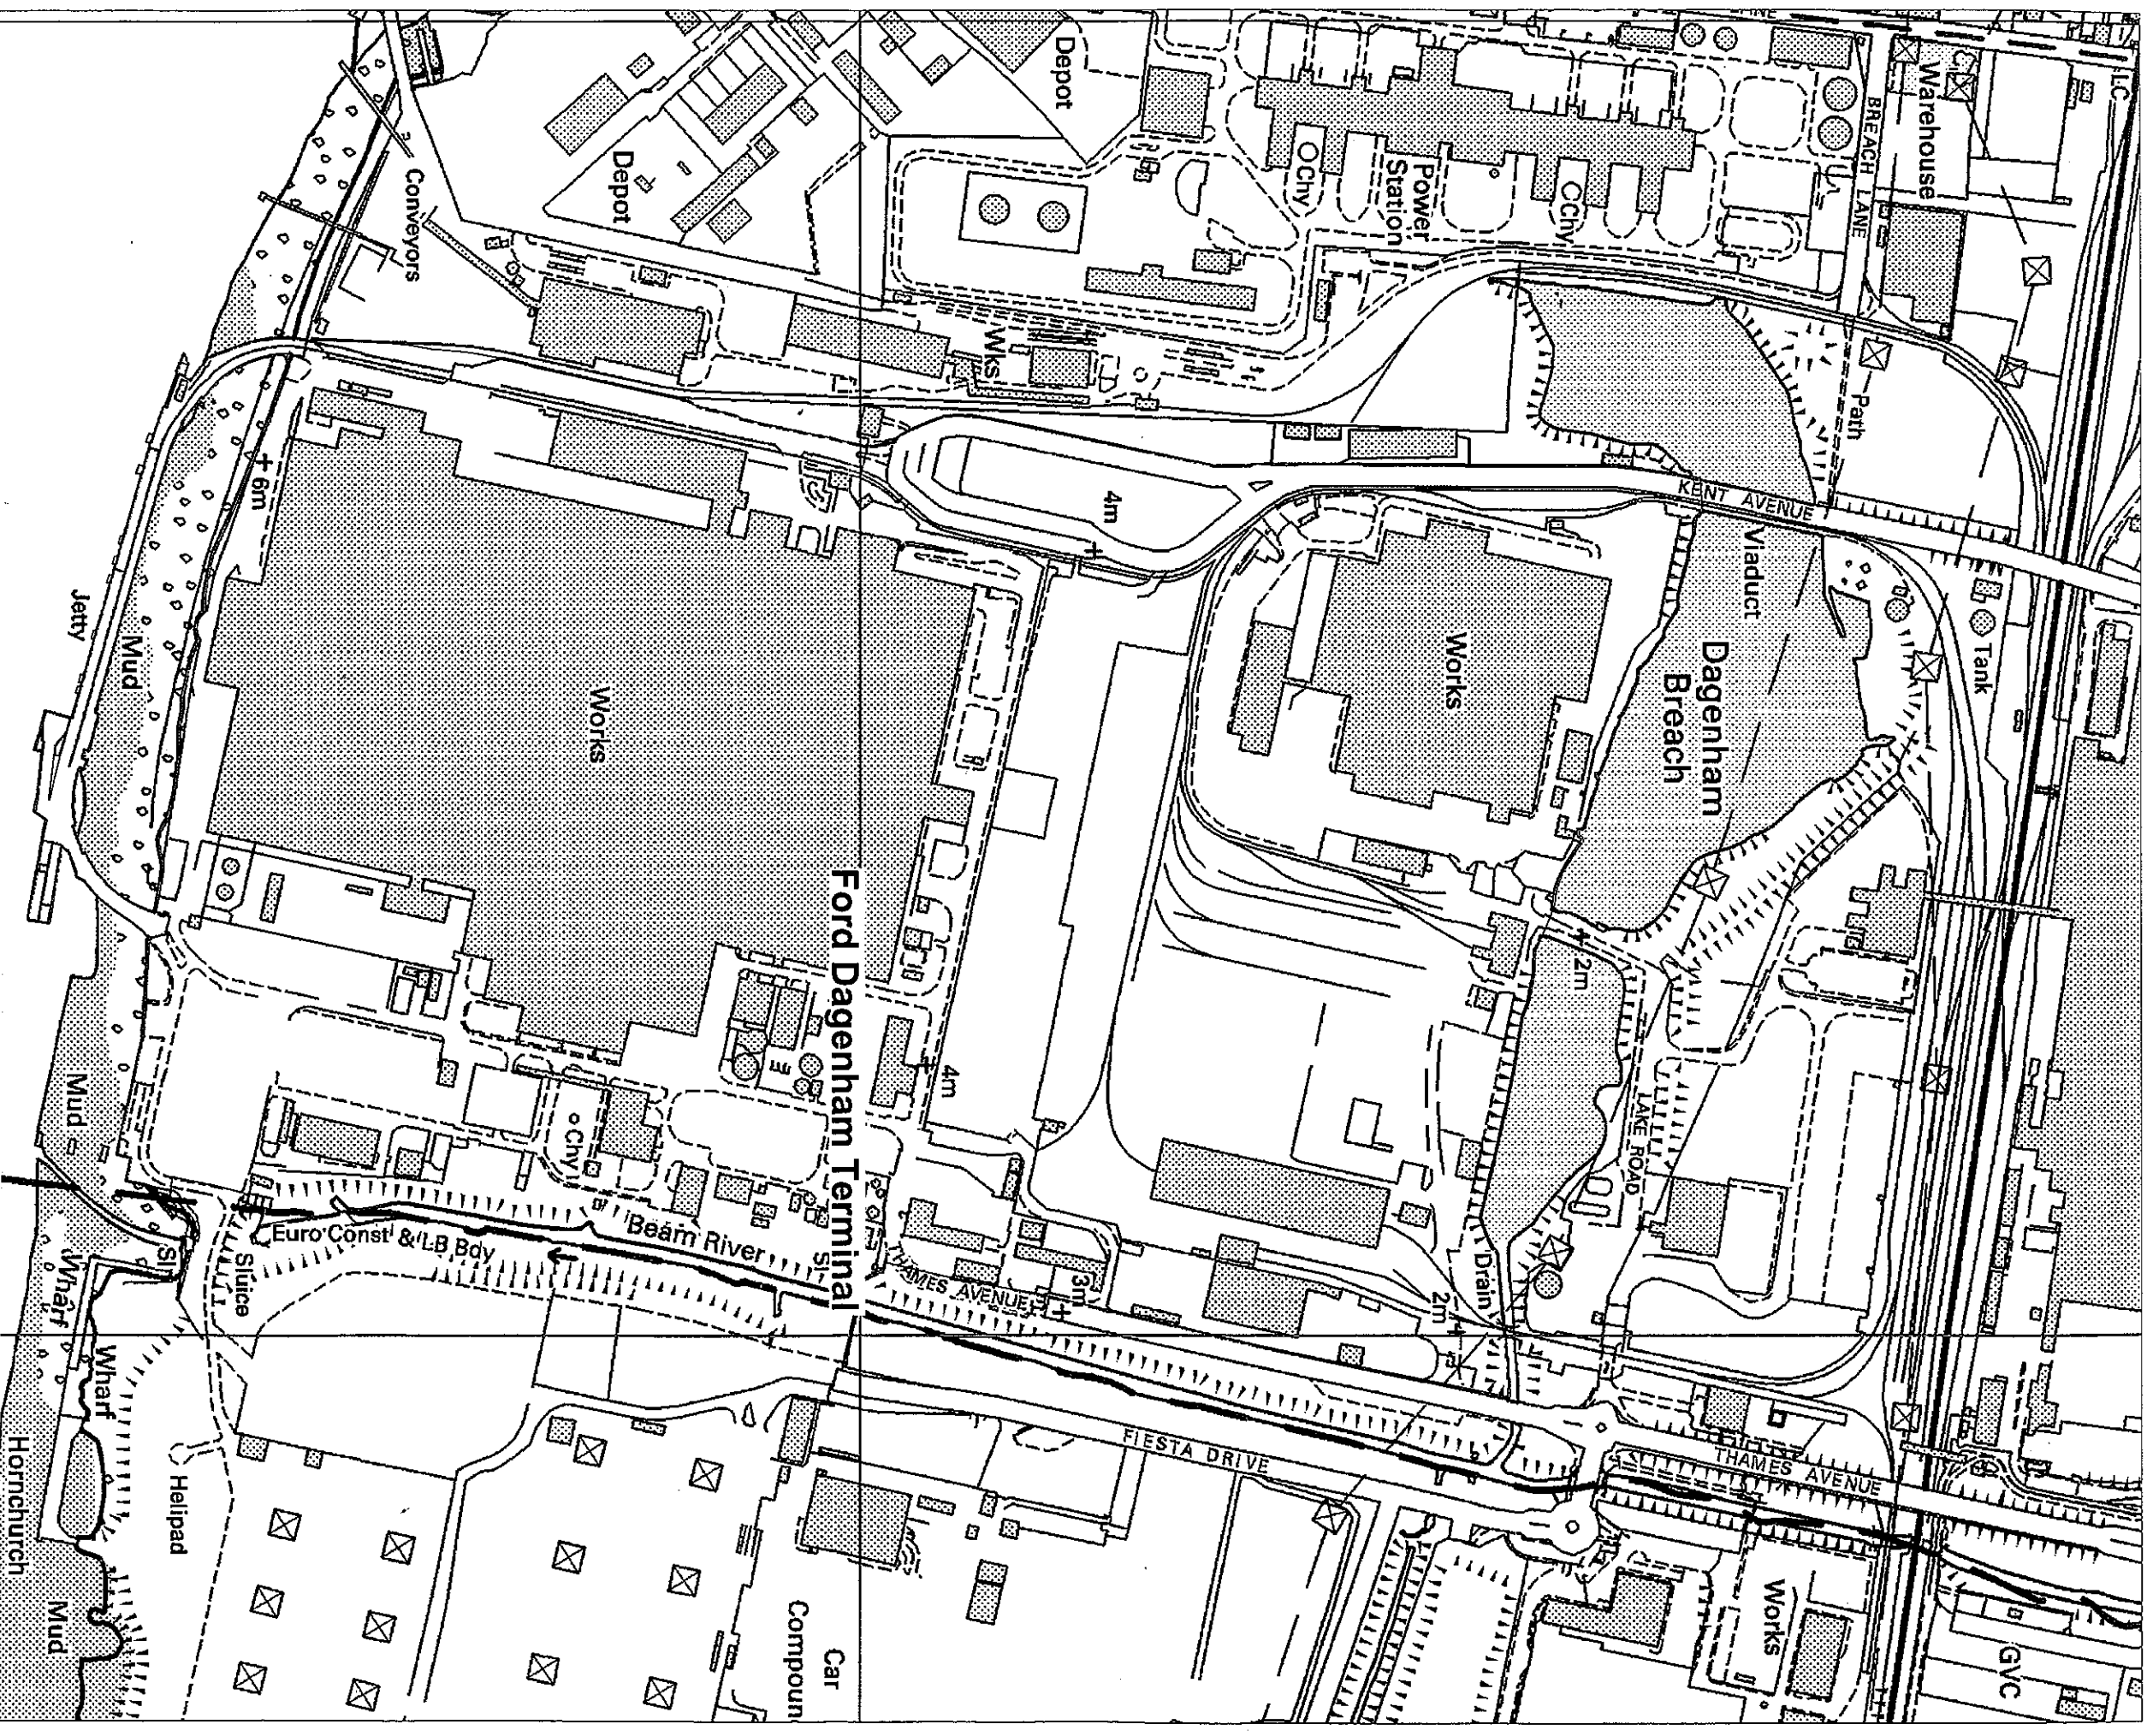 LANE
LC
Depot
Warehouse
BREACH LANE
Chy
Power
Station
Chy
Depot
Conveyors
Wks
Path
KENT AVENUE
6m
4m
Viaduct
Tank
Works
Dagenham
Breach
Jetty
Mud
Works
Ford Dagenham Terminal
2m
4m
LAKE ROAD
Mud
Chy
Beam River
Euro Const & LB Bdy
Sl
Sl
Sluice
THAMES AVENUE
3m
Drain
2m
Wharf
Wharf
FIESTA DRIVE
THAMES AVENUE
Helipad
Hornchurch
Mud
Car
Compoun
Works
GVC